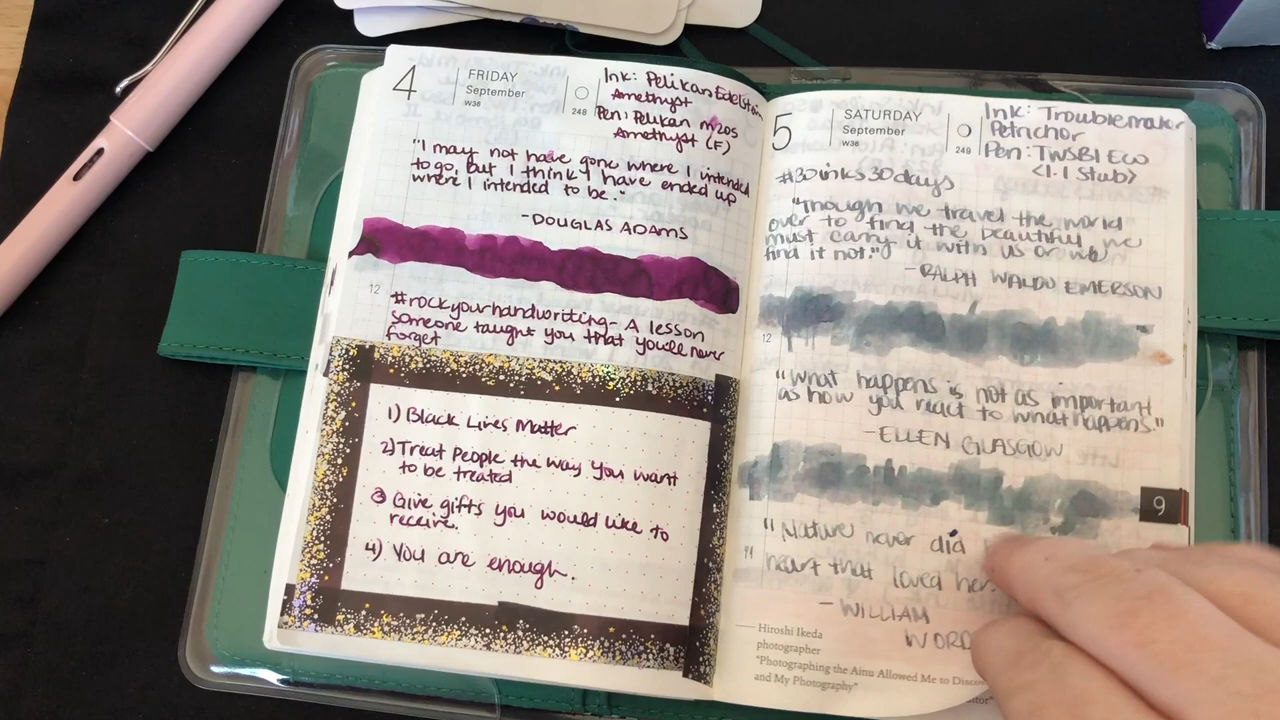 4
FRIDAY
September
W36
248
Ink: Pelikan Edelstein
Amethyst
Pen: Pelikan m205
Amethyst (F)
"I may not have gone where I intended
to go, but I think I have ended up
where I intended to be."
-DOUGLAS ADAMS
12
#rockyourhandwriting - A lesson
someone taught you that you'll never
forget
1) Black Lives Matter
2) Treat people the way you want
to be treated
3 Give gifts you would like to
receive.
4) You are enough.
5
SATURDAY
September
W36
249
Ink: Troublemaker
Petrichor
Pen: TWSBI Eco
<1.1 Stub>
#30inks30days
"Though we travel the world
over to find the beautiful, we
must carry it with us or we
find it not."
-RALPH WALDO EMERSON
12
"What happens is not as important
as how you react to what happens."
-ELLEN GLASGOW
9
"Nature never did
heart that loved her.
-WILLIAM
WORD
Hiroshi Ikeda
photographer
"Photographing the Ainu Allowed Me to Disco
and My Photography"